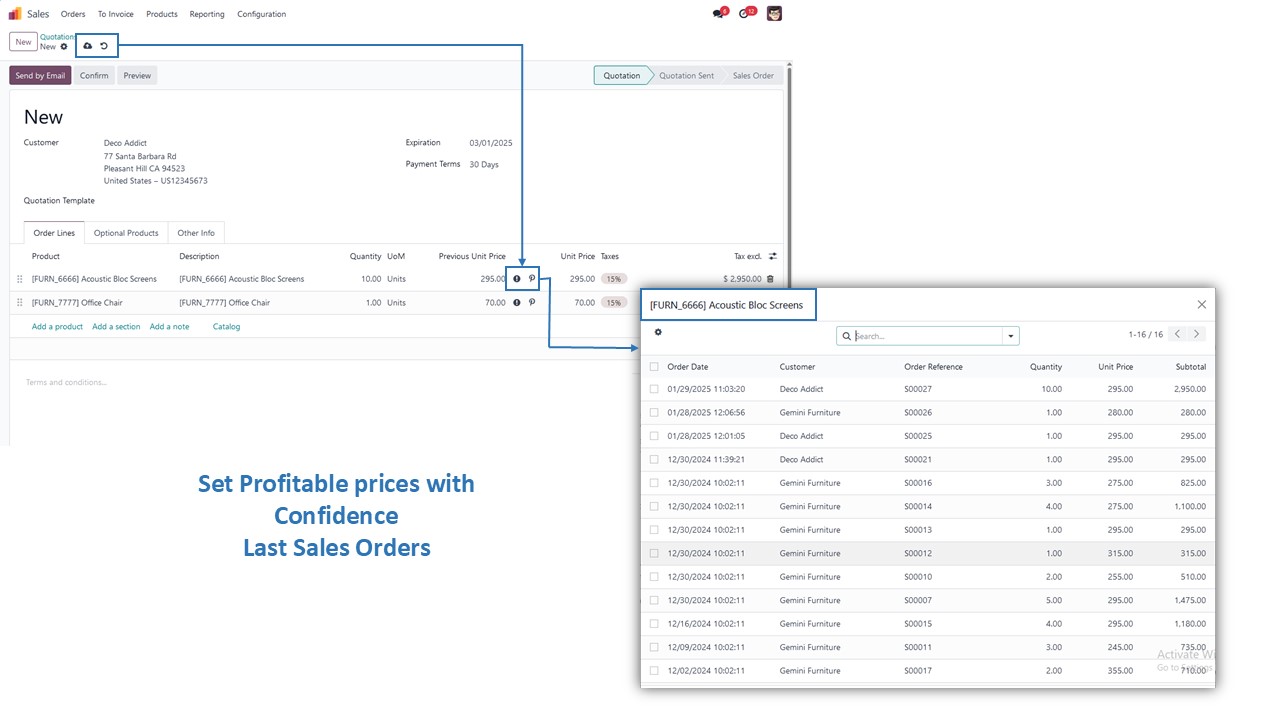 Sales Orders To Invoice Products Reporting Configuration 6 12
New Quotations
New
Send by Email Confirm Preview Quotation Quotation Sent Sales Order
New
Customer Deco Addict Expiration 03/01/2025
77 Santa Barbara Rd
Pleasant Hill CA 94523 Payment Terms 30 Days
United States – US12345673
Quotation Template
Order Lines Optional Products Other Info
Product Description Quantity UoM Previous Unit Price Unit Price Taxes Tax excl.
[FURN_6666] Acoustic Bloc Screens [FURN_6666] Acoustic Bloc Screens 10.00 Units 295.00 295.00 15% $ 2,950.00
[FURN_7777] Office Chair [FURN_7777] Office Chair 1.00 Units 70.00 70.00 15%
Add a product Add a section Add a note Catalog
Terms and conditions...
Set Profitable prices with
Confidence
Last Sales Orders
[FURN_6666] Acoustic Bloc Screens
Search... 1-16 / 16
Order Date Customer Order Reference Quantity Unit Price Subtotal
01/29/2025 11:03:20 Deco Addict S00027 10.00 295.00 2,950.00
01/28/2025 12:06:56 Gemini Furniture S00026 1.00 280.00 280.00
01/28/2025 12:01:05 Deco Addict S00025 1.00 295.00 295.00
12/30/2024 11:39:21 Deco Addict S00021 1.00 295.00 295.00
12/30/2024 10:02:11 Gemini Furniture S00016 3.00 275.00 825.00
12/30/2024 10:02:11 Gemini Furniture S00014 4.00 275.00 1,100.00
12/30/2024 10:02:11 Gemini Furniture S00013 1.00 295.00 295.00
12/30/2024 10:02:11 Gemini Furniture S00012 1.00 315.00 315.00
12/30/2024 10:02:11 Gemini Furniture S00010 2.00 255.00 510.00
12/30/2024 10:02:11 Gemini Furniture S00007 5.00 295.00 1,475.00
12/16/2024 10:02:11 Gemini Furniture S00015 4.00 295.00 1,180.00
12/09/2024 10:02:11 Gemini Furniture S00011 3.00 245.00 735.00
Activate Wi
12/02/2024 10:02:11 Gemini Furniture S00017 2.00 355.00 710.00
Go to Settings